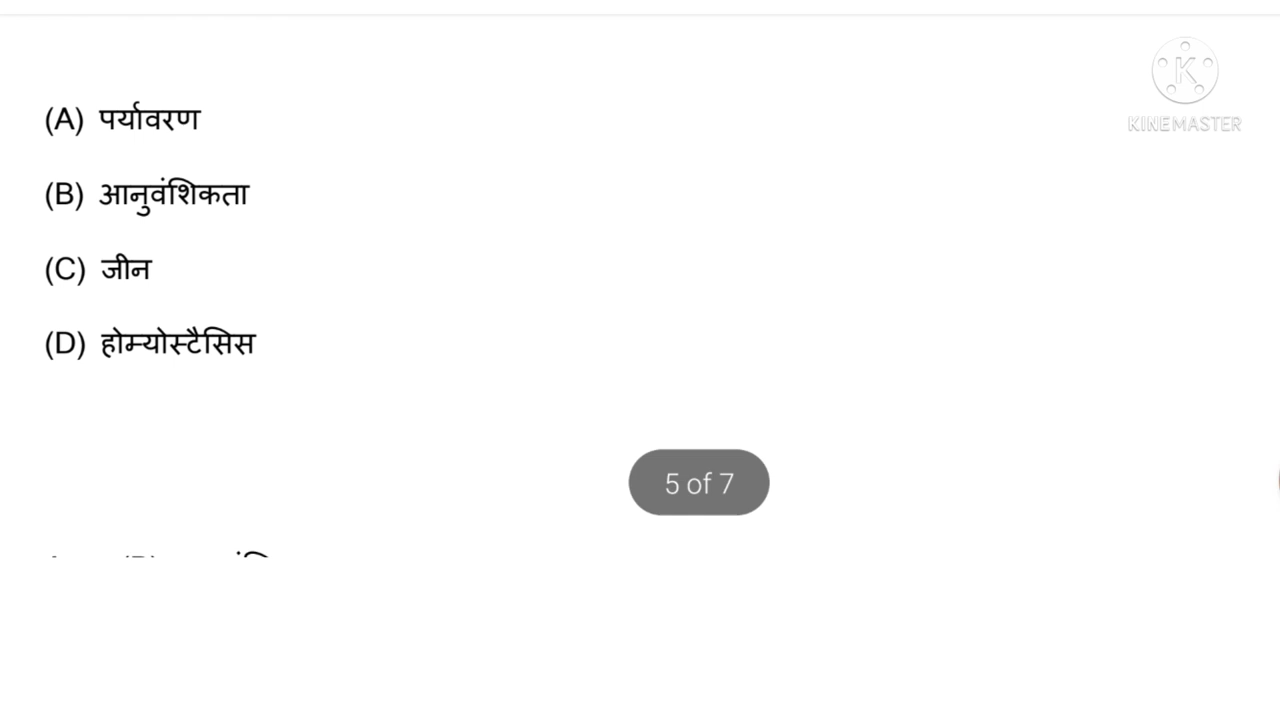 (A) पर्यावरण
KINEMASTER
(B) आनुवंशिकता
(C) जीन
(D) होम्योस्टैसिस
5 of 7